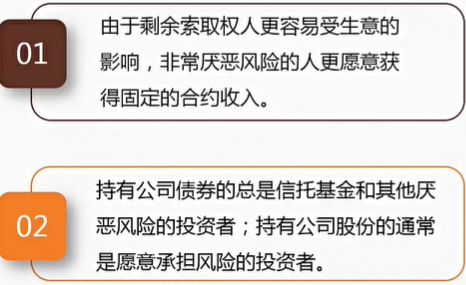 01
由于剩余索取权人更容易受生意的
影响，非常厌恶风险的人更愿意获
得固定的合约收入。
02
持有公司债券的总是信托基金和其他厌
恶风险的投资者；持有公司股份的通常
是愿意承担风险的投资者。